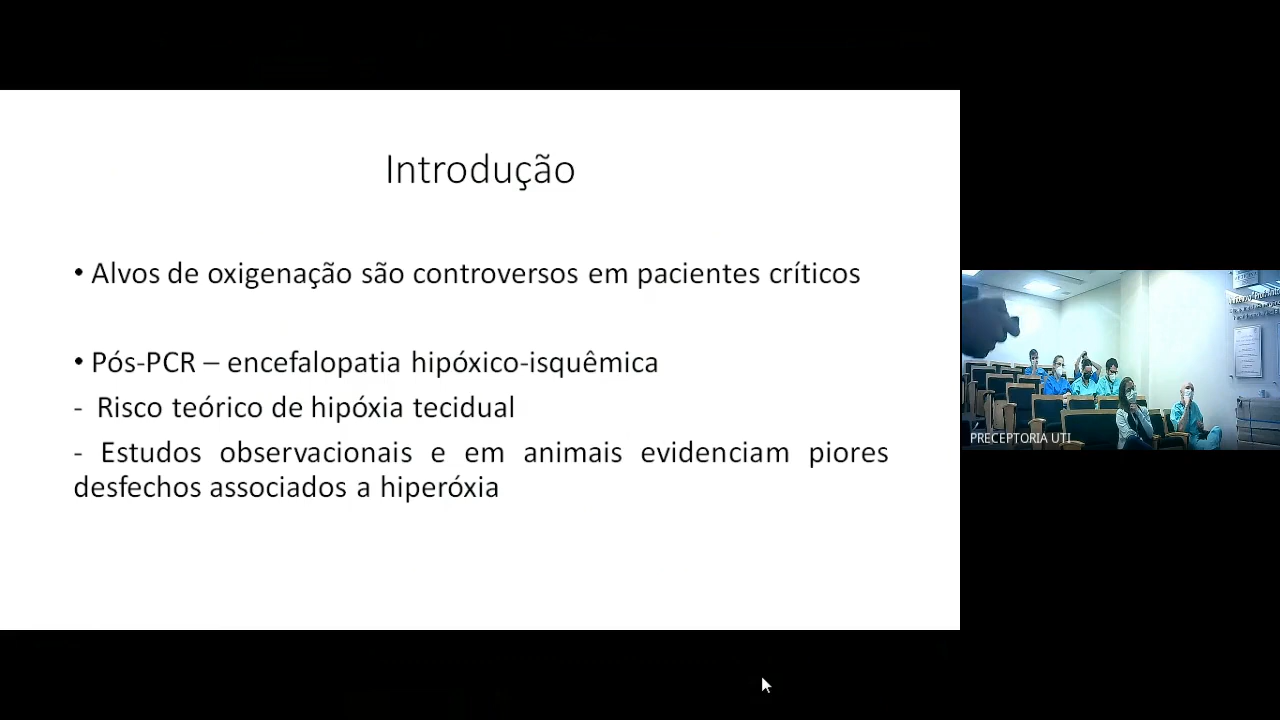 Introdução
• Alvos de oxigenação são controversos em pacientes críticos
• Pós-PCR – encefalopatia hipóxico-isquêmica
- Risco teórico de hipóxia tecidual
- Estudos observacionais e em animais evidenciam piores
desfechos associados a hiperóxia
PRECEPTORIA UTI